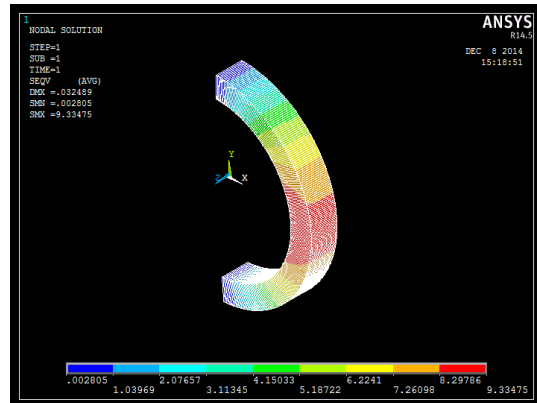 1
NODAL SOLUTION
STEP=1
SUB =1
TIME=1
SEQV (AVG)
DMX =.032489
SMN =.002805
SMX =9.33475
ANSYS
R14.5
DEC 8 2014
15:18:51
Y
Z X
.002805 2.07657 4.15033 6.2241 8.29786
1.03969 3.11345 5.18722 7.26098 9.33475